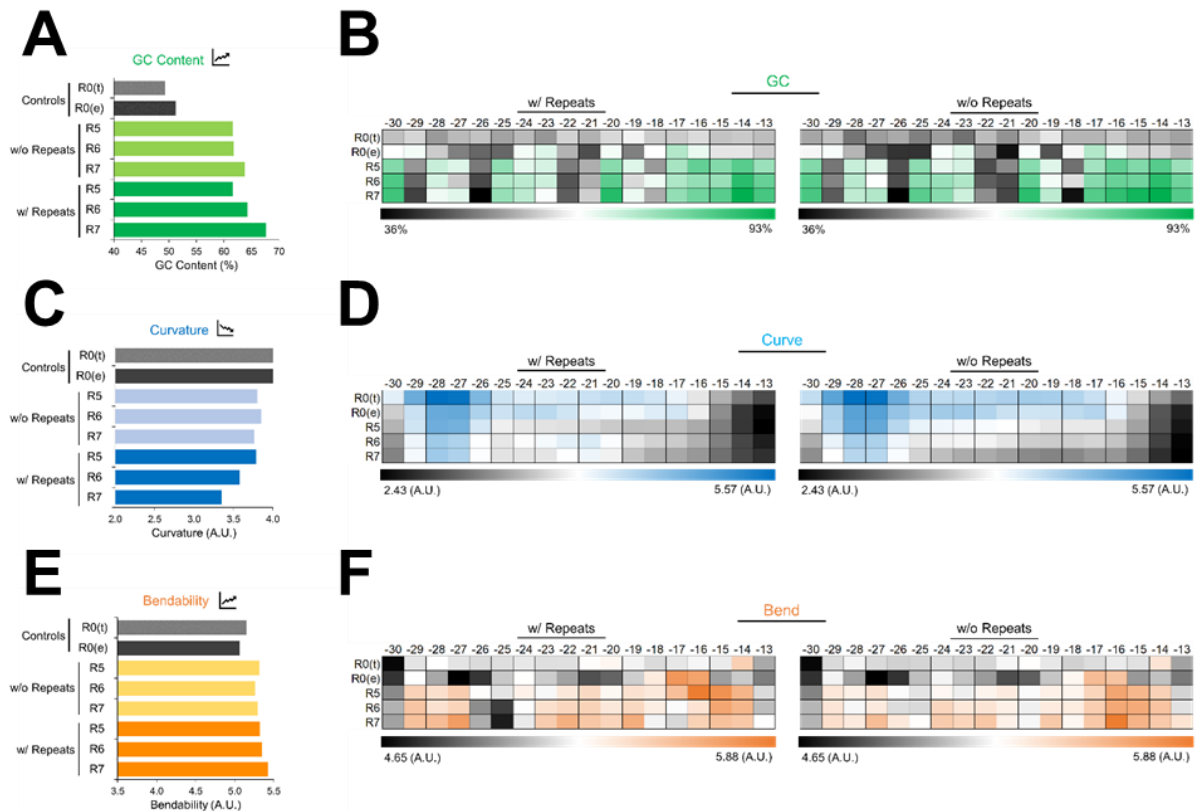 A
GC Content
Controls
R0(t)
R0(e)
w/o Repeats
R5
R6
R7
w/ Repeats
R5
R6
R7
40 45 50 55 60 65 70
GC Content (%)
B
GC
w/ Repeats
-30 -29 -28 -27 -26 -25 -24 -23 -22 -21 -20 -19 -18 -17 -16 -15 -14 -13
R0(t)
R0(e)
R5
R6
R7
36% 93%
w/o Repeats
-30 -29 -28 -27 -26 -25 -24 -23 -22 -21 -20 -19 -18 -17 -16 -15 -14 -13
36% 93%
C
Curvature
Controls
R0(t)
R0(e)
w/o Repeats
R5
R6
R7
w/ Repeats
R5
R6
R7
2.0 2.5 3.0 3.5 4.0
Curvature (A.U.)
D
Curve
w/ Repeats
-30 -29 -28 -27 -26 -25 -24 -23 -22 -21 -20 -19 -18 -17 -16 -15 -14 -13
R0(t)
R0(e)
R5
R6
R7
2.43 (A.U.) 5.57 (A.U.)
w/o Repeats
-30 -29 -28 -27 -26 -25 -24 -23 -22 -21 -20 -19 -18 -17 -16 -15 -14 -13
2.43 (A.U.) 5.57 (A.U.)
E
Bendability
Controls
R0(t)
R0(e)
w/o Repeats
R5
R6
R7
w/ Repeats
R5
R6
R7
3.5 4.0 4.5 5.0 5.5
Bendability (A.U.)
F
Bend
w/ Repeats
-30 -29 -28 -27 -26 -25 -24 -23 -22 -21 -20 -19 -18 -17 -16 -15 -14 -13
R0(t)
R0(e)
R5
R6
R7
4.65 (A.U.) 5.88 (A.U.)
w/o Repeats
-30 -29 -28 -27 -26 -25 -24 -23 -22 -21 -20 -19 -18 -17 -16 -15 -14 -13
4.65 (A.U.) 5.88 (A.U.)